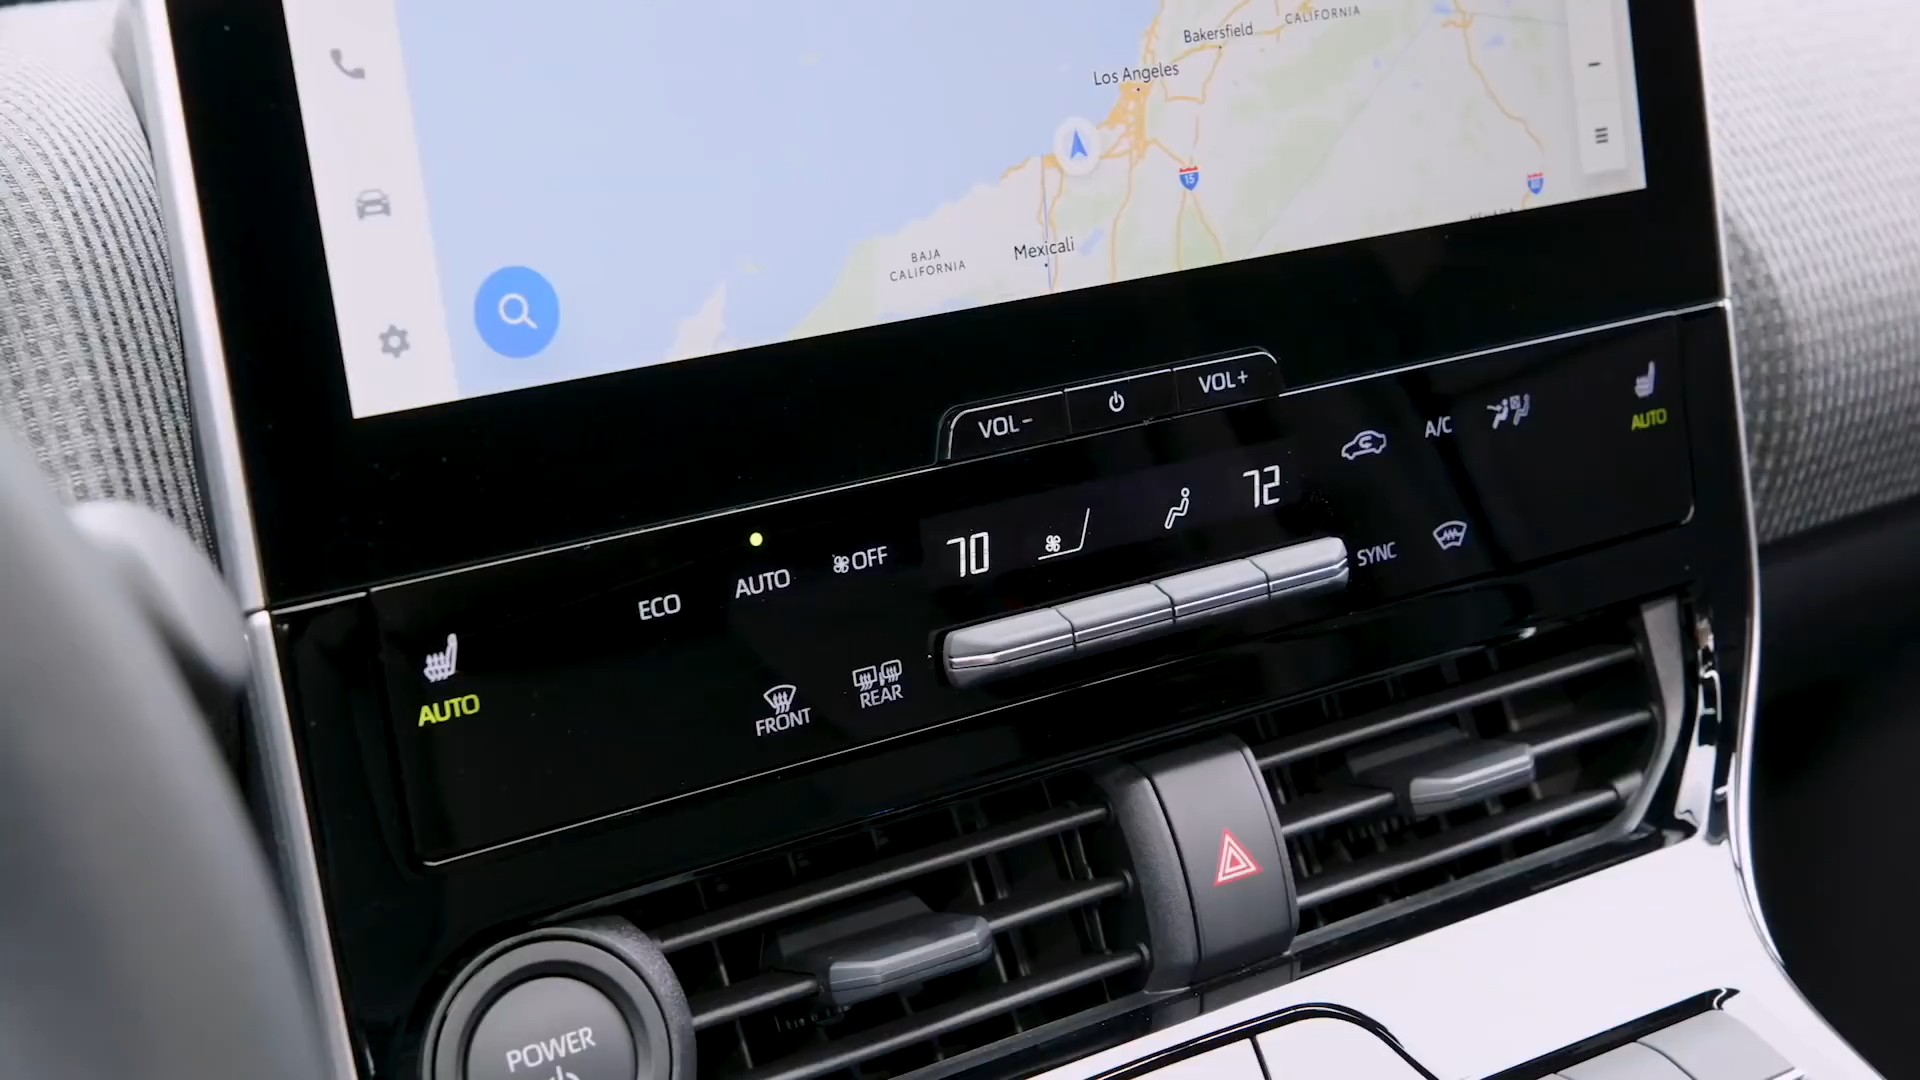 CALIFORNIA
Bakersfield
Los Angeles
15
BAJA
CALIFORNIA
Mexicali
VOL-
VOL+
A/C
AUTO
72
70
OFF
AUTO
ECO
SYNC
AUTO
FRONT
REAR
POWER